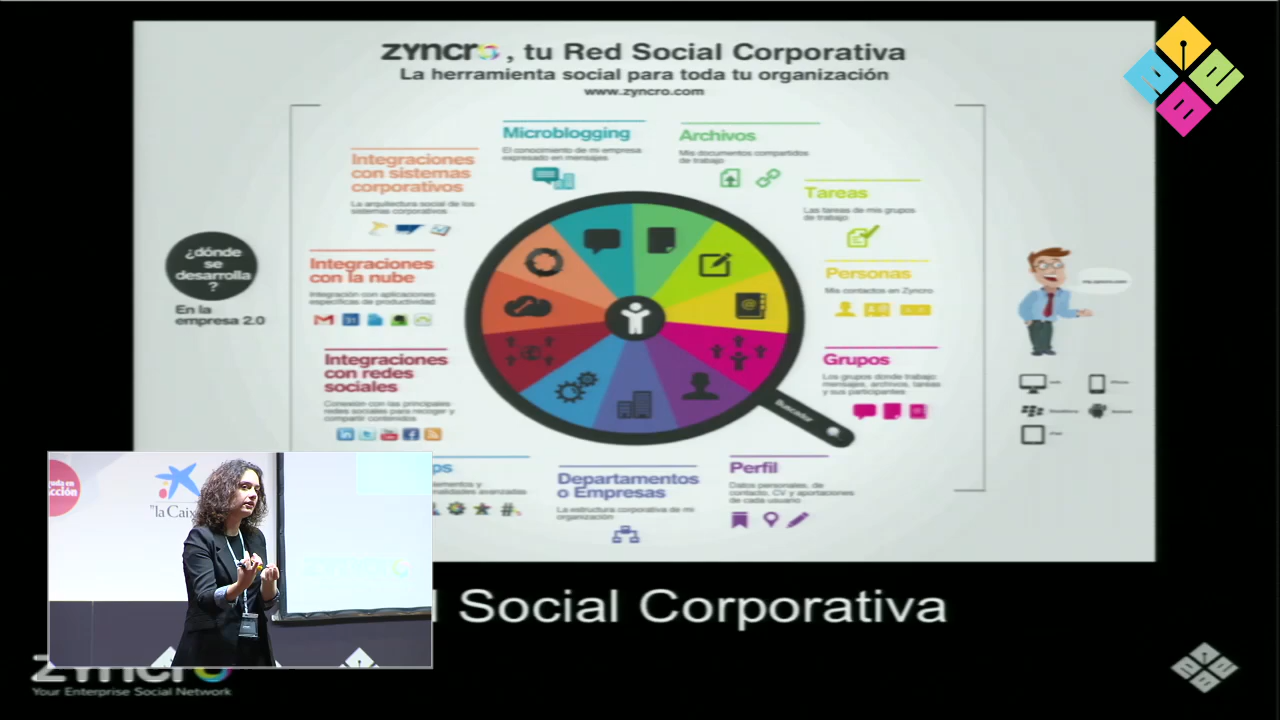 zyncro, tu Red Social Corporativa
La herramienta social para toda tu organización
www.zyncro.com
Microblogging
El conocimiento de mi empresa
expresado en mensajes
Archivos
Mis documentos compartidos
de trabajo
Integraciones
con sistemas
corporativos
La arquitectura social de los
sistemas corporativos
Tareas
Las tareas de mis grupos
de trabajo
¿dónde
se
desarrolla
?
En la
empresa 2.0
Integraciones
con la nube
Integración con aplicaciones
específicas de productividad
31
Personas
Mis contactos en Zyncro
Integraciones
con redes
sociales
Conexión con las principales
redes sociales para recoger y
compartir contenidos
Grupos
Los grupos donde trabajo:
mensajes, archivos, tareas
y sus participantes
Buscador
ps
Departamentos
o Empresas
La estructura corporativa de mi
organización
Perfil
Datos personales, de
contacto, CV y aportaciones
de cada usuario
"la Caix
l Social Corporativa
zyncro
Your Enterprise Social Network